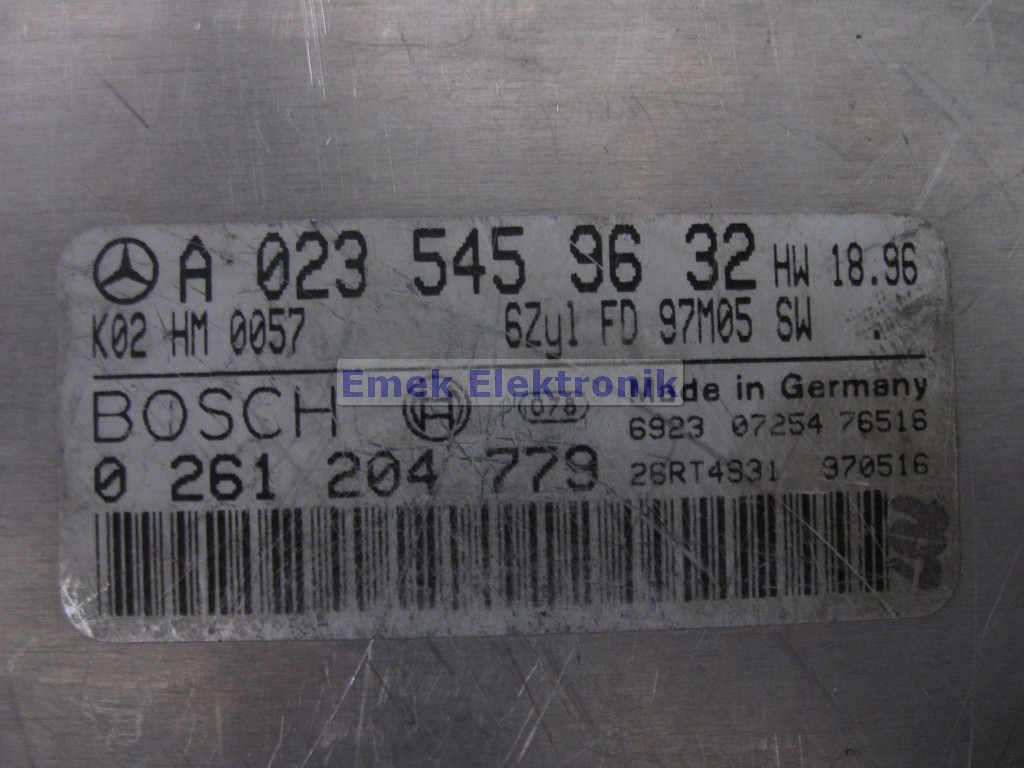 A 023 545 96 32 HW 18.96
K02 HM 0057 6Zyl FD 97M05 SW .
Emek Elektronik
BOSCH H 078 Made in Germany
6923 07254 76516
0 261 204 779 26RT4931 970516